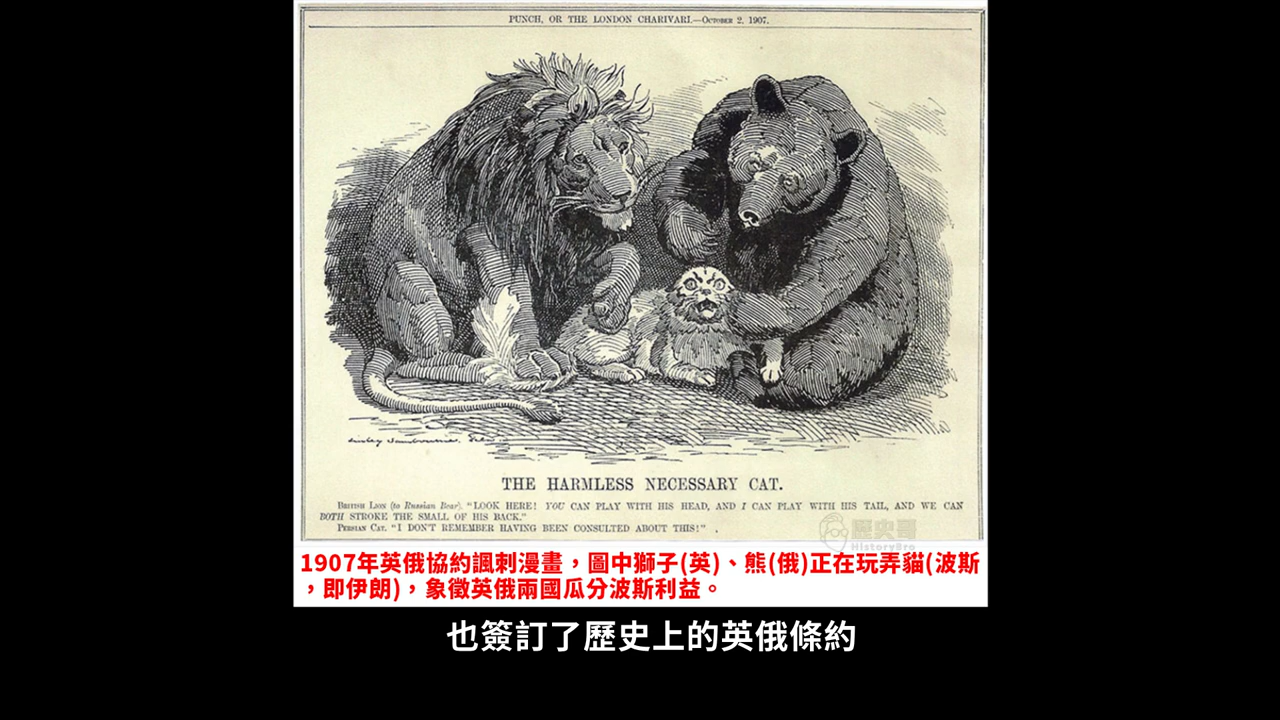 PUNCH, OR THE LONDON CHARIVARI.—October 2, 1907.
THE HARMLESS NECESSARY CAT.
British Lion (to Russian Bear). "LOOK HERE! YOU CAN PLAY WITH HIS HEAD, AND I CAN PLAY WITH HIS TAIL, AND WE CAN
BOTH STROKE THE SMALL OF HIS BACK."
Persian Cat. "I DON'T REMEMBER HAVING BEEN CONSULTED ABOUT THIS!"
歷史哥
HistoryBro
1907年英俄協約諷刺漫畫，圖中獅子(英)、熊(俄)正在玩弄貓(波斯
，即伊朗)，象徵英俄兩國瓜分波斯利益。
也簽訂了歷史上的英俄條約